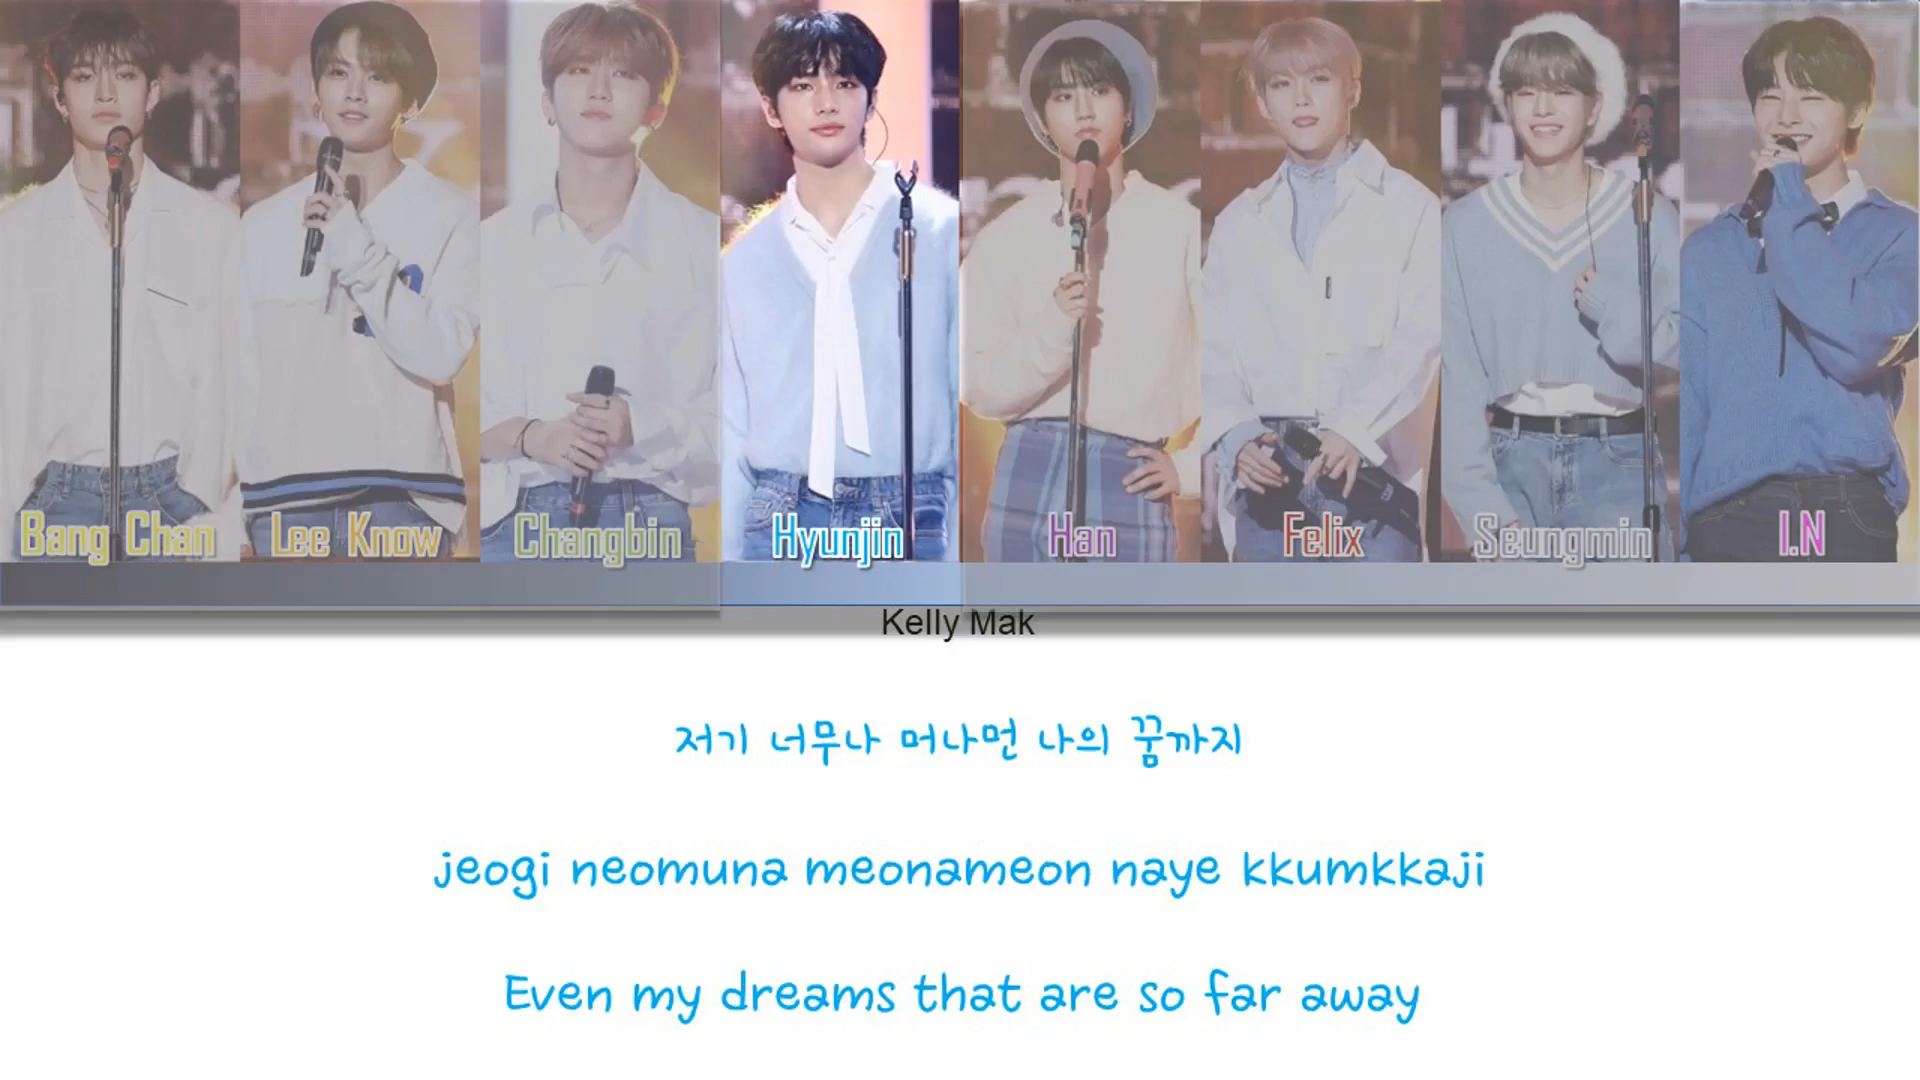 Bang Chan Lee Know Changbin Hyunjin Han Felix Seungmin I.N
Kelly Mak
저기 너무나 머나먼 나의 꿈까지
jeogi neomuna meonameon naye kkumkkaji
Even my dreams that are so far away